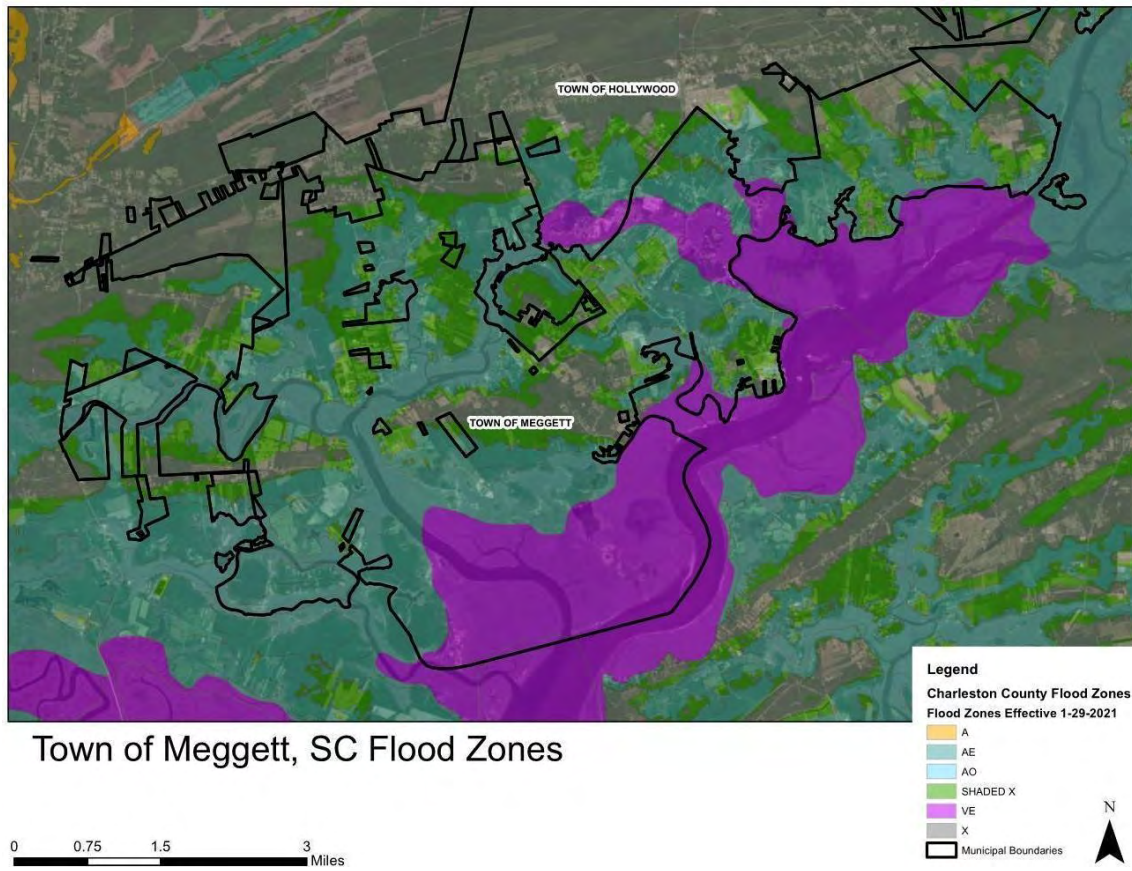 TOWN OF HOLLYWOOD
TOWN OF MEGGETT
Legend
Charleston County Flood Zones
Flood Zones Effective 1-29-2021
A
AE
AO
SHADED X
VE
X
Municipal Boundaries
N
Town of Meggett, SC Flood Zones
0 0.75 1.5 3
Miles